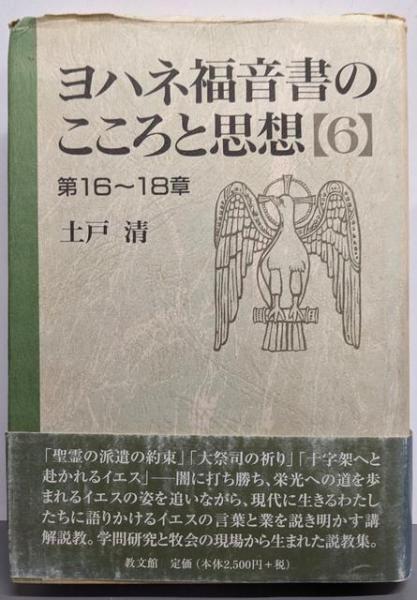 ヨハネ福音書の
こころと思想【6】
第16〜18章
土戸 清
「聖霊の派遣の約束」「大祭司の祈り」「十字架へと
赴かれるイエス」──闇に打ち勝ち、栄光への道を歩
まれるイエスの姿を追いながら、現代に生きるわたし
たちに語りかけるイエスの言葉と業を説き明かす講
解説教。学問研究と牧会の現場から生まれた説教集。
教文館 定価（本体2,500円+税）